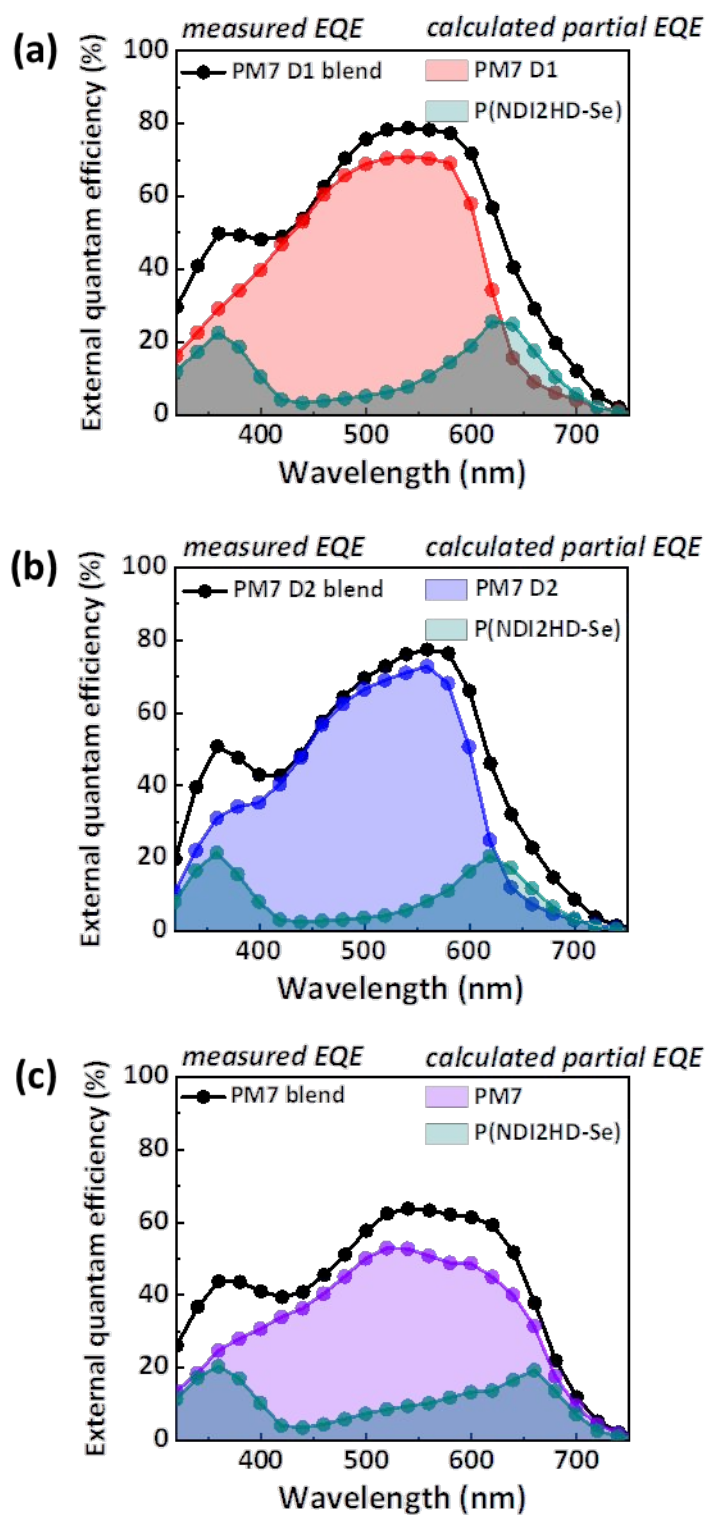 (a)
measured EQE calculated partial EQE
PM7 D1 blend PM7 D1
P(NDI2HD-Se)
External quantam efficiency (%)
100
80
60
40
20
0
400 500 600 700
Wavelength (nm)
(b)
measured EQE calculated partial EQE
PM7 D2 blend PM7 D2
P(NDI2HD-Se)
External quantam efficiency (%)
100
80
60
40
20
0
400 500 600 700
Wavelength (nm)
(c)
measured EQE calculated partial EQE
PM7 blend PM7
P(NDI2HD-Se)
External quantam efficiency (%)
100
80
60
40
20
0
400 500 600 700
Wavelength (nm)